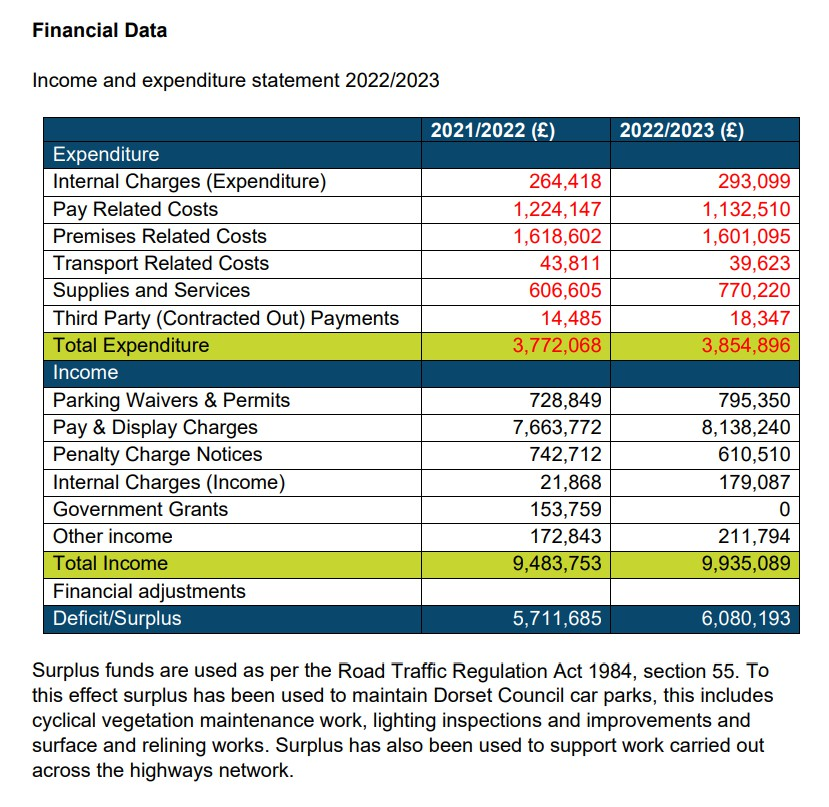 Financial Data
Income and expenditure statement 2022/2023
2021/2022 (£) 2022/2023 (£)
Expenditure
Internal Charges (Expenditure) 264,418 293,099
Pay Related Costs 1,224,147 1,132,510
Premises Related Costs 1,618,602 1,601,095
Transport Related Costs 43,811 39,623
Supplies and Services 606,605 770,220
Third Party (Contracted Out) Payments 14,485 18,347
Total Expenditure 3,772,068 3,854,896
Income
Parking Waivers & Permits 728,849 795,350
Pay & Display Charges 7,663,772 8,138,240
Penalty Charge Notices 742,712 610,510
Internal Charges (Income) 21,868 179,087
Government Grants 153,759 0
Other income 172,843 211,794
Total Income 9,483,753 9,935,089
Financial adjustments
Deficit/Surplus 5,711,685 6,080,193
Surplus funds are used as per the Road Traffic Regulation Act 1984, section 55. To
this effect surplus has been used to maintain Dorset Council car parks, this includes
cyclical vegetation maintenance work, lighting inspections and improvements and
surface and relining works. Surplus has also been used to support work carried out
across the highways network.